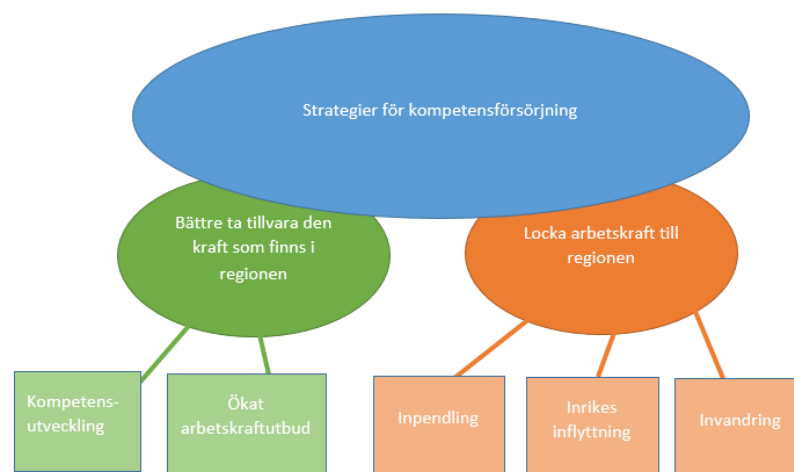 Strategier för kompetensförsörjning
Bättre ta tillvara den
kraft som finns i
regionen
Locka arbetskraft till
regionen
Kompetens-
utveckling
Ökat
arbetskraftutbud
Inpendling
Inrikes
inflyttning
Invandring